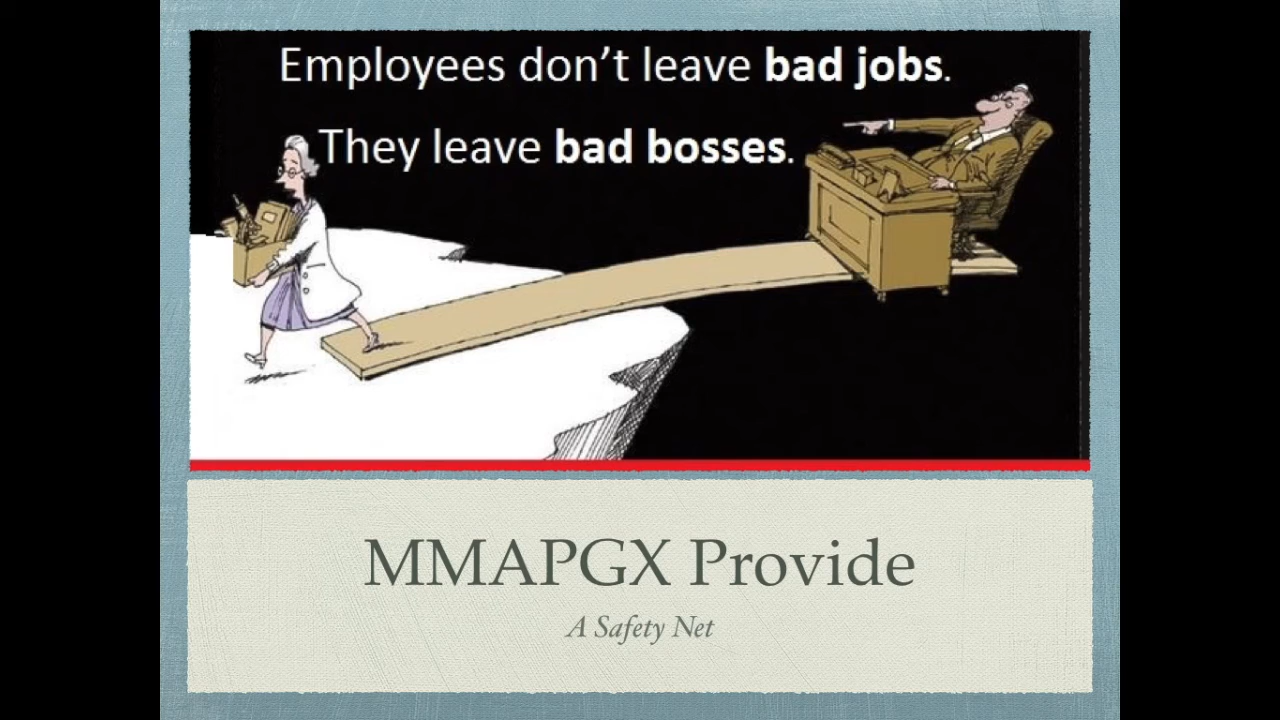 Employees don’t leave bad jobs.
They leave bad bosses.
MMAPGX Provide
A Safety Net